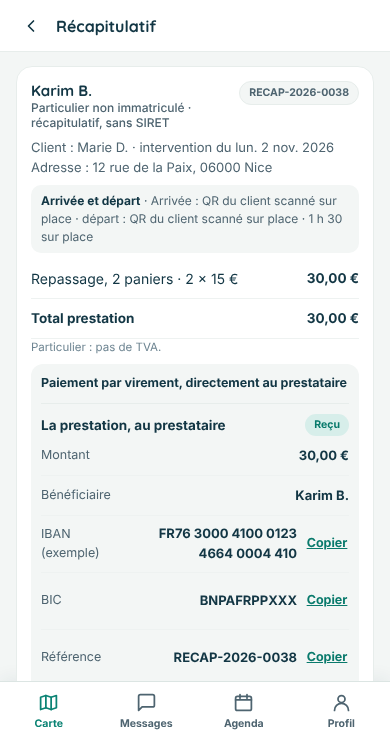 Récapitulatif
Karim B.
RECAP-2026-0038
Particulier non immatriculé ·
récapitulatif, sans SIRET
Client : Marie D. · intervention du lun. 2 nov. 2026
Adresse : 12 rue de la Paix, 06000 Nice
Arrivée et départ · Arrivée : QR du client scanné sur
place · départ : QR du client scanné sur place · 1 h 30
sur place
Repassage, 2 paniers · 2 × 15 € 30,00 €
Total prestation 30,00 €
Particulier : pas de TVA.
Paiement par virement, directement au prestataire
La prestation, au prestataire Reçu
Montant 30,00 €
Bénéficiaire Karim B.
IBAN
(exemple)
FR76 3000 4100 0123
4664 0004 410
Copier
BIC BNPAFRPPXXX Copier
Référence RECAP-2026-0038 Copier
Carte Messages Agenda Profil